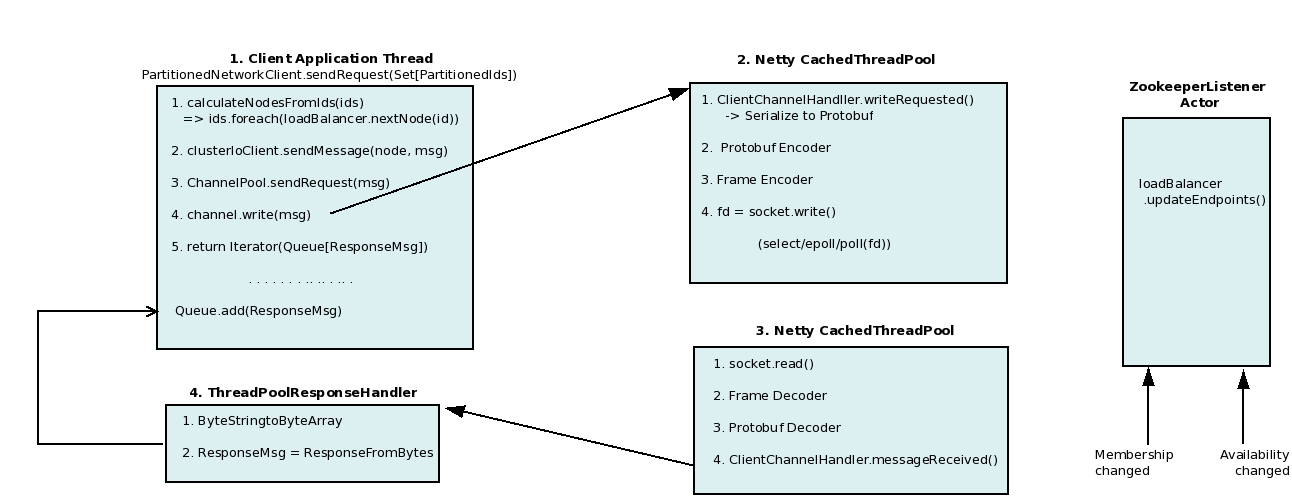 1. Client Application Thread
PartitionedNetworkClient.sendRequest(Set[PartitionedIds])
1. calculateNodesFromIds(ids)
=> ids.foreach(loadBalancer.nextNode(id))
2. clusterIoClient.sendMessage(node, msg)
3. ChannelPool.sendRequest(msg)
4. channel.write(msg)
5. return Iterator(Queue[ResponseMsg])
. . . . . . . .. .. .. . ..
Queue.add(ResponseMsg)
2. Netty CachedThreadPool
1. ClientChannelHandller.writeRequested()
-> Serialize to Protobuf
2. Protobuf Encoder
3. Frame Encoder
4. fd = socket.write()
(select/epoll/poll(fd))
3. Netty CachedThreadPool
1. socket.read()
2. Frame Decoder
3. Protobuf Decoder
4. ClientChannelHandler.messageReceived()
4. ThreadPoolResponseHandler
1. ByteStringtoByteArray
2. ResponseMsg = ResponseFromBytes
ZookeeperListener
Actor
loadBalancer
.updateEndpoints()
Membership
changed
Availability
changed